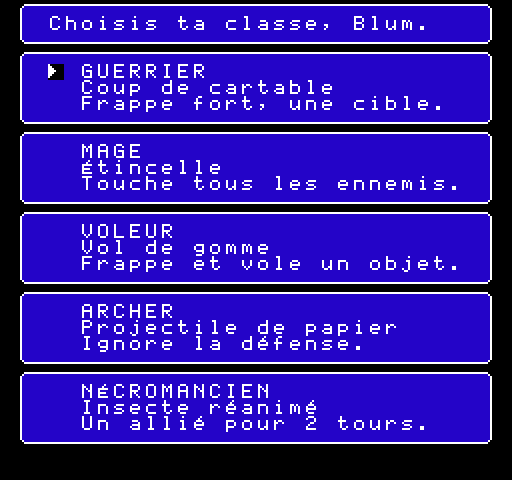 Choisis ta classe, Blum.
GUERRIER
Coup de cartable
Frappe fort, une cible.
MAGE
Étincelle
Touche tous les ennemis.
VOLEUR
Vol de gomme
Frappe et vole un objet.
ARCHER
Projectile de papier
Ignore la défense.
NÉCROMANCIEN
Insecte réanimé
Un allié pour 2 tours.